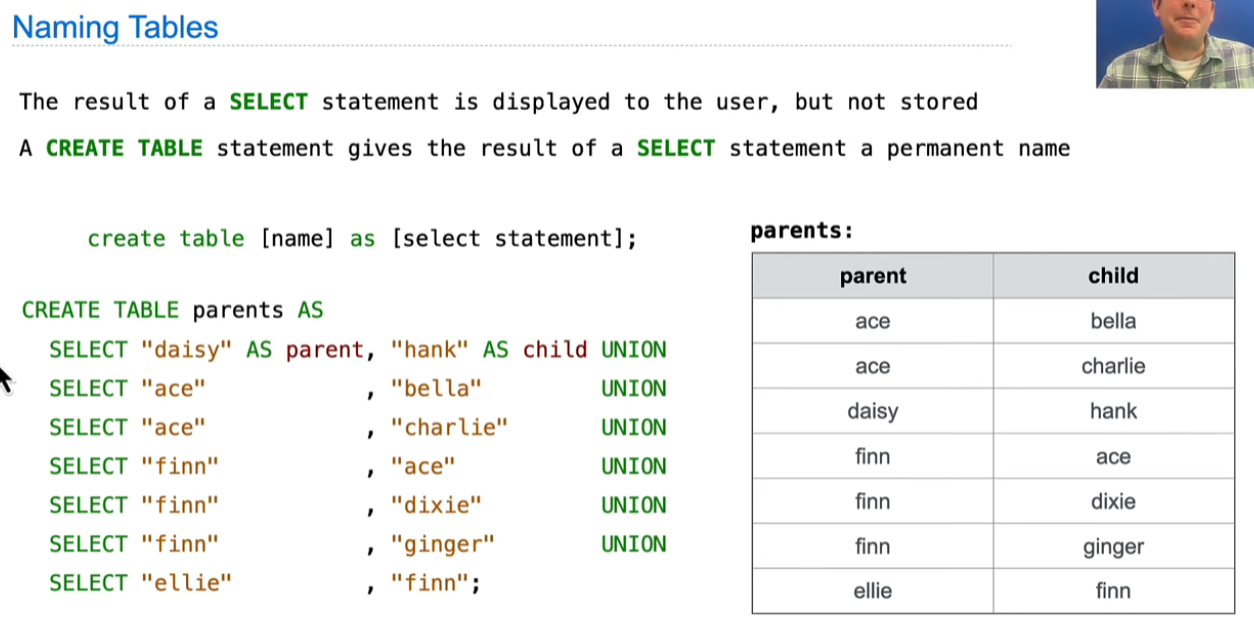 Naming Tables
The result of a SELECT statement is displayed to the user, but not stored
A CREATE TABLE statement gives the result of a SELECT statement a permanent name
create table [name] as [select statement];
CREATE TABLE parents AS
SELECT "daisy" AS parent, "hank" AS child UNION
SELECT "ace" , "bella" UNION
SELECT "ace" , "charlie" UNION
SELECT "finn" , "ace" UNION
SELECT "finn" , "dixie" UNION
SELECT "finn" , "ginger" UNION
SELECT "ellie" , "finn";
parents:
parent child
ace bella
ace charlie
daisy hank
finn ace
finn dixie
finn ginger
ellie finn